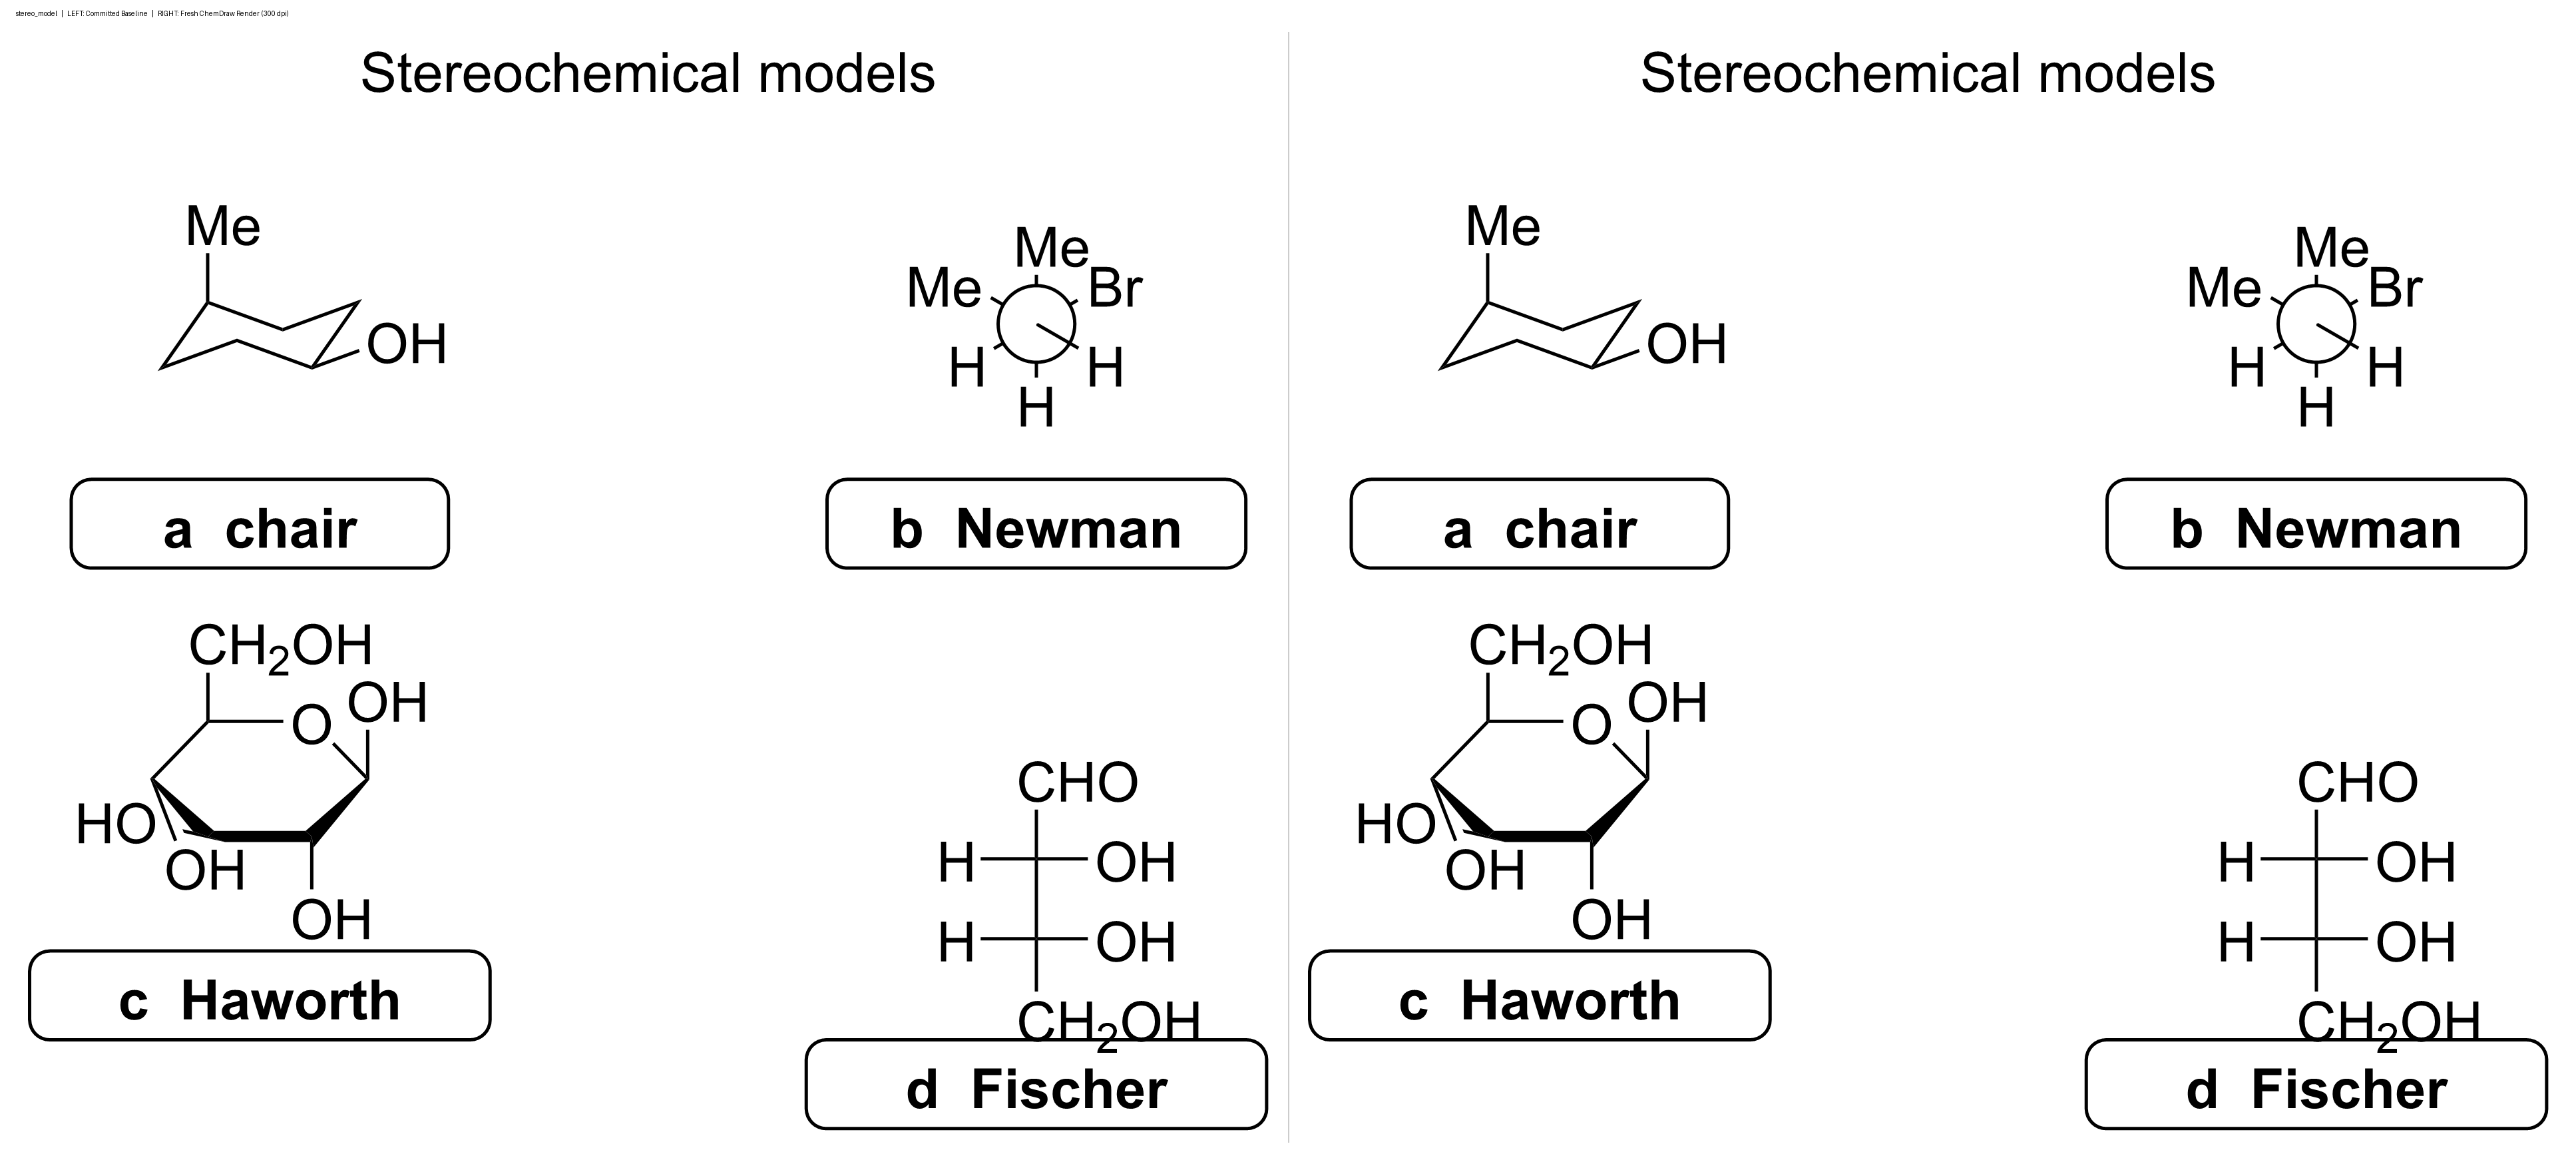 stereo_model | LEFT: Committed Baseline | RIGHT: Fresh ChemDraw Render (300 dpi)
Stereochemical models
Me
OH
Me
Me
Br
H
H
H
a chair
b Newman
CH2OH
O
OH
HO
OH
OH
c Haworth
CHO
H
OH
H
OH
CH2OH
d Fischer
Stereochemical models
Me
OH
Me
Me
Br
H
H
H
a chair
b Newman
CH2OH
O
OH
HO
OH
OH
c Haworth
CHO
H
OH
H
OH
CH2OH
d Fischer